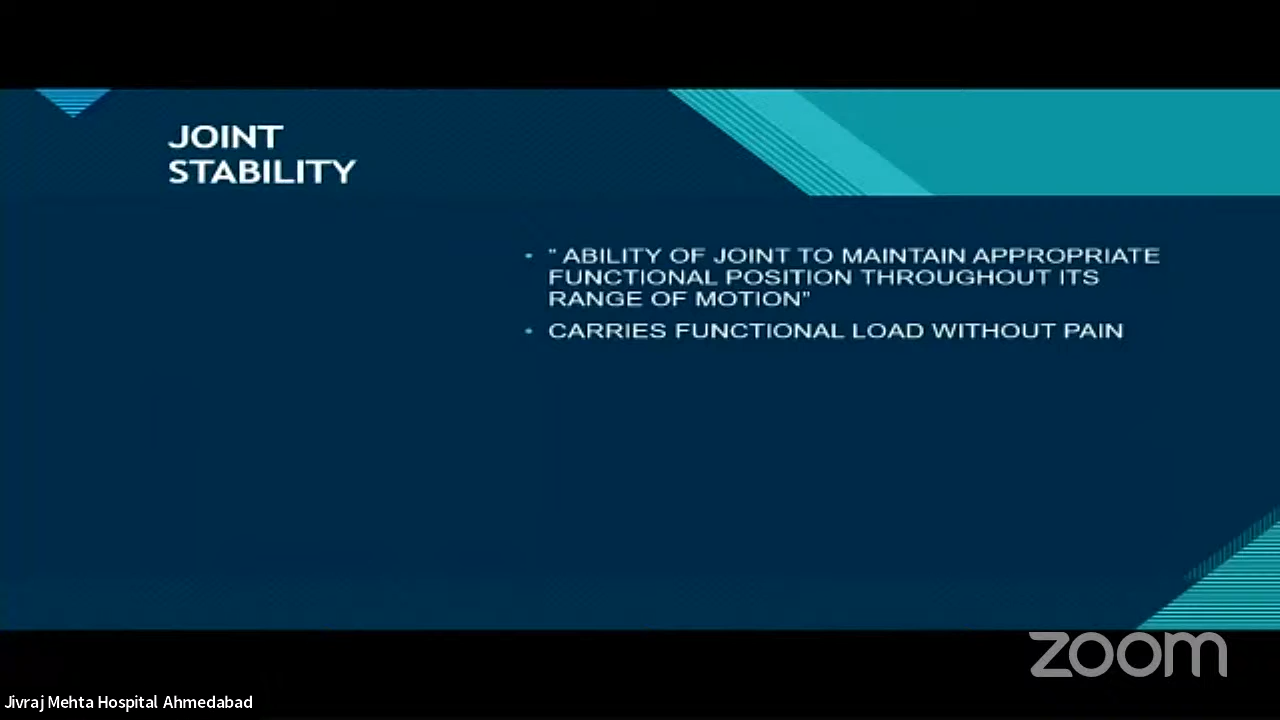 JOINT
STABILITY
• " ABILITY OF JOINT TO MAINTAIN APPROPRIATE
FUNCTIONAL POSITION THROUGHOUT ITS
RANGE OF MOTION"
• CARRIES FUNCTIONAL LOAD WITHOUT PAIN
zoom
Jivraj Mehta Hospital Ahmedabad